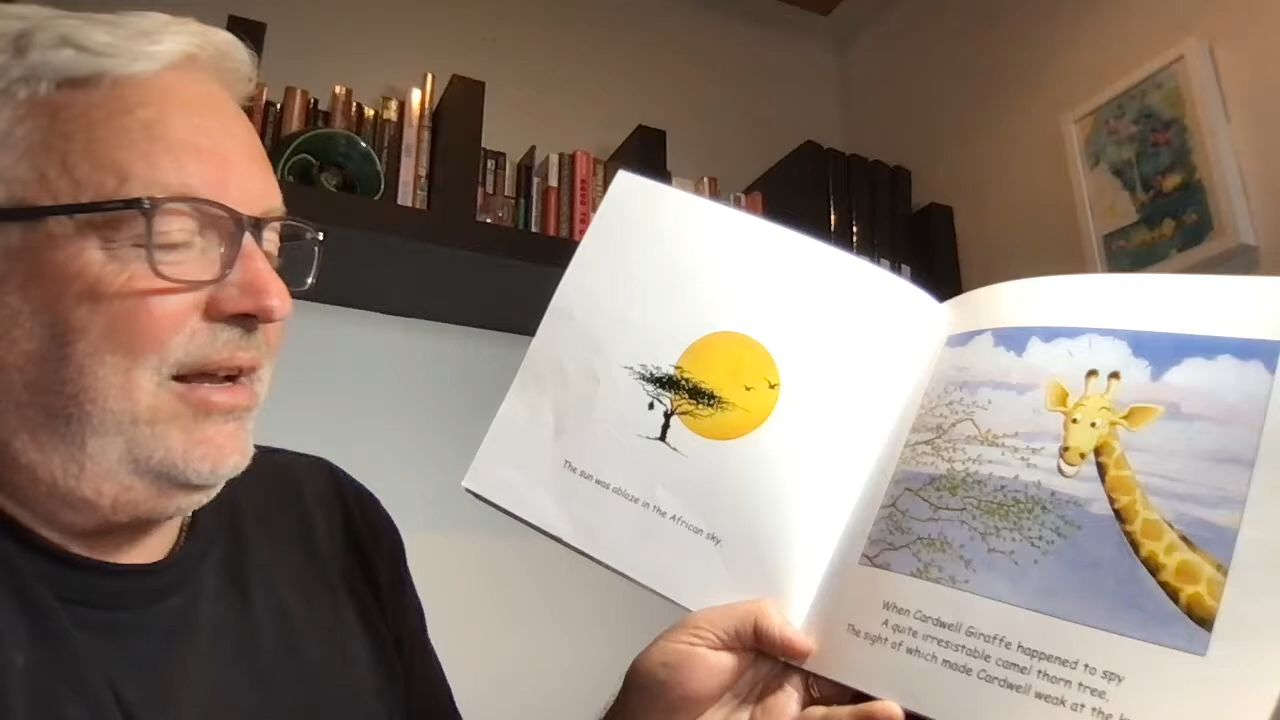 The sun was ablaze in the African sky.
When Cardwell Giraffe happened to spy
A quite irresistable camel thorn tree,
The sight of which made Cardwell weak at the